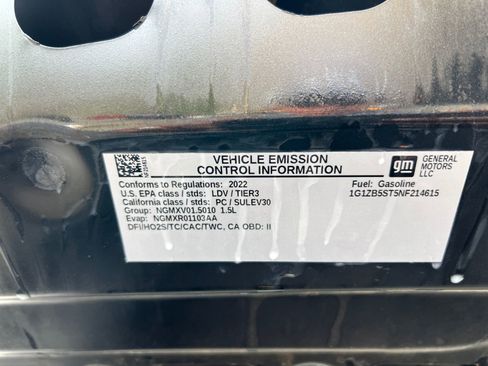 VEHICLE EMISSION
CONTROL INFORMATION
gm GENERAL
MOTORS
LLC
Conforms to Regulations: 2022
U.S. EPA class / stds: LDV / TIER3
California class / stds: PC / SULEV30
Group: NGMXV01.5010 1.5L
Evap: NGMXR01103AA
DFI/HO2S/TC/CAC/TWC, CA OBD: II
Fuel: Gasoline
1G1ZB5ST5NF214615